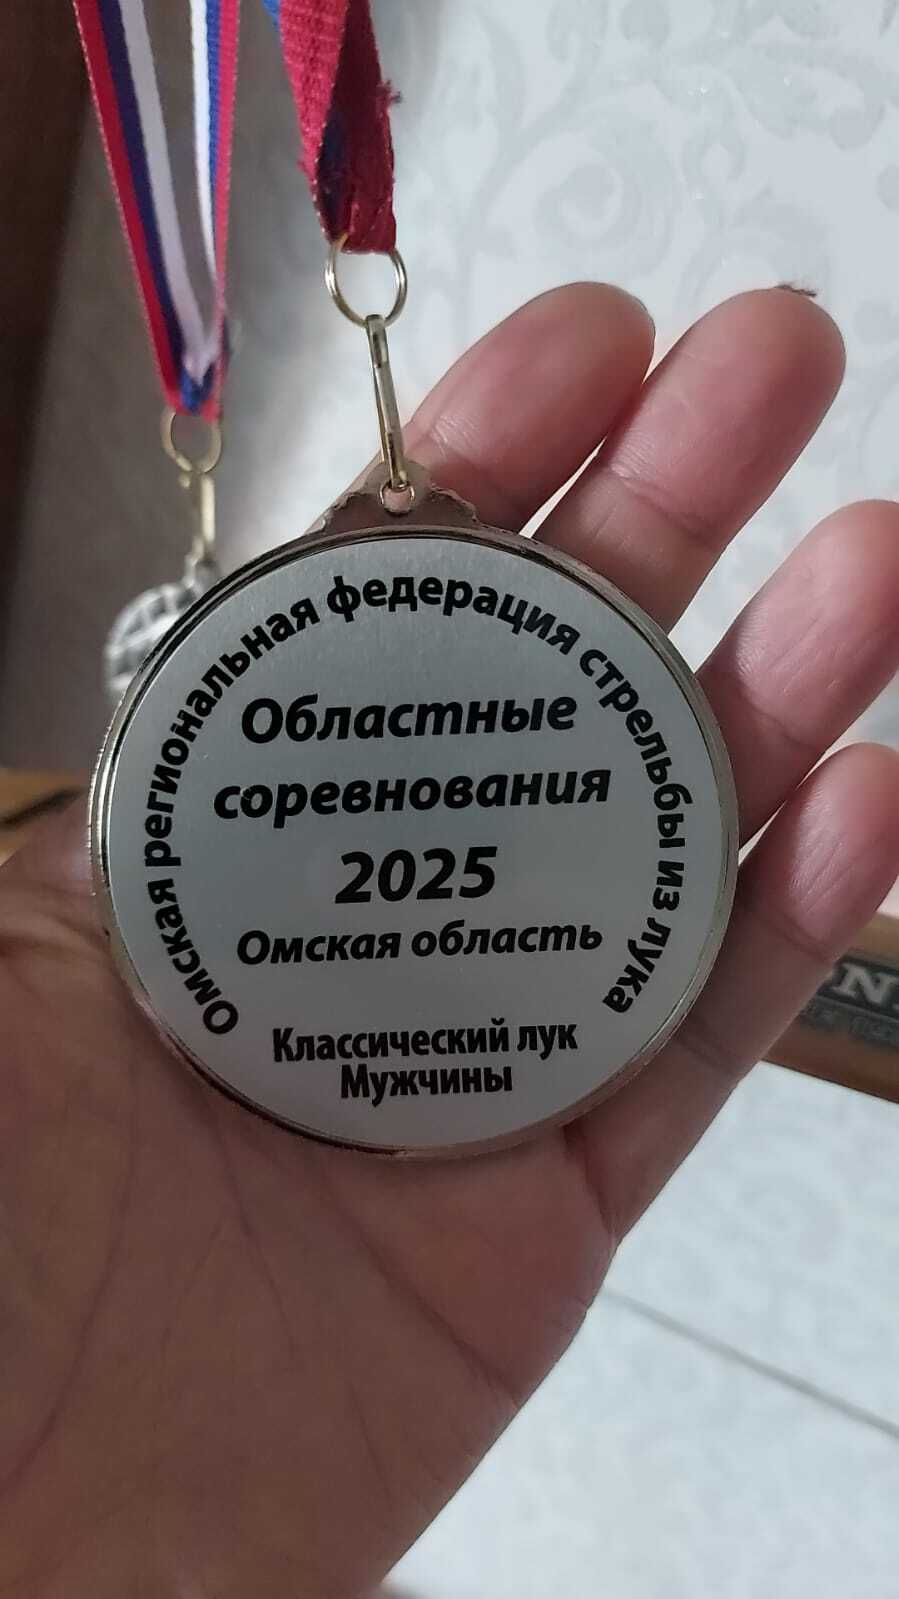 Омская региональная федерация стрельбы из лука
Областные
соревнования
2025
Омская область
Классический лук
Мужчины